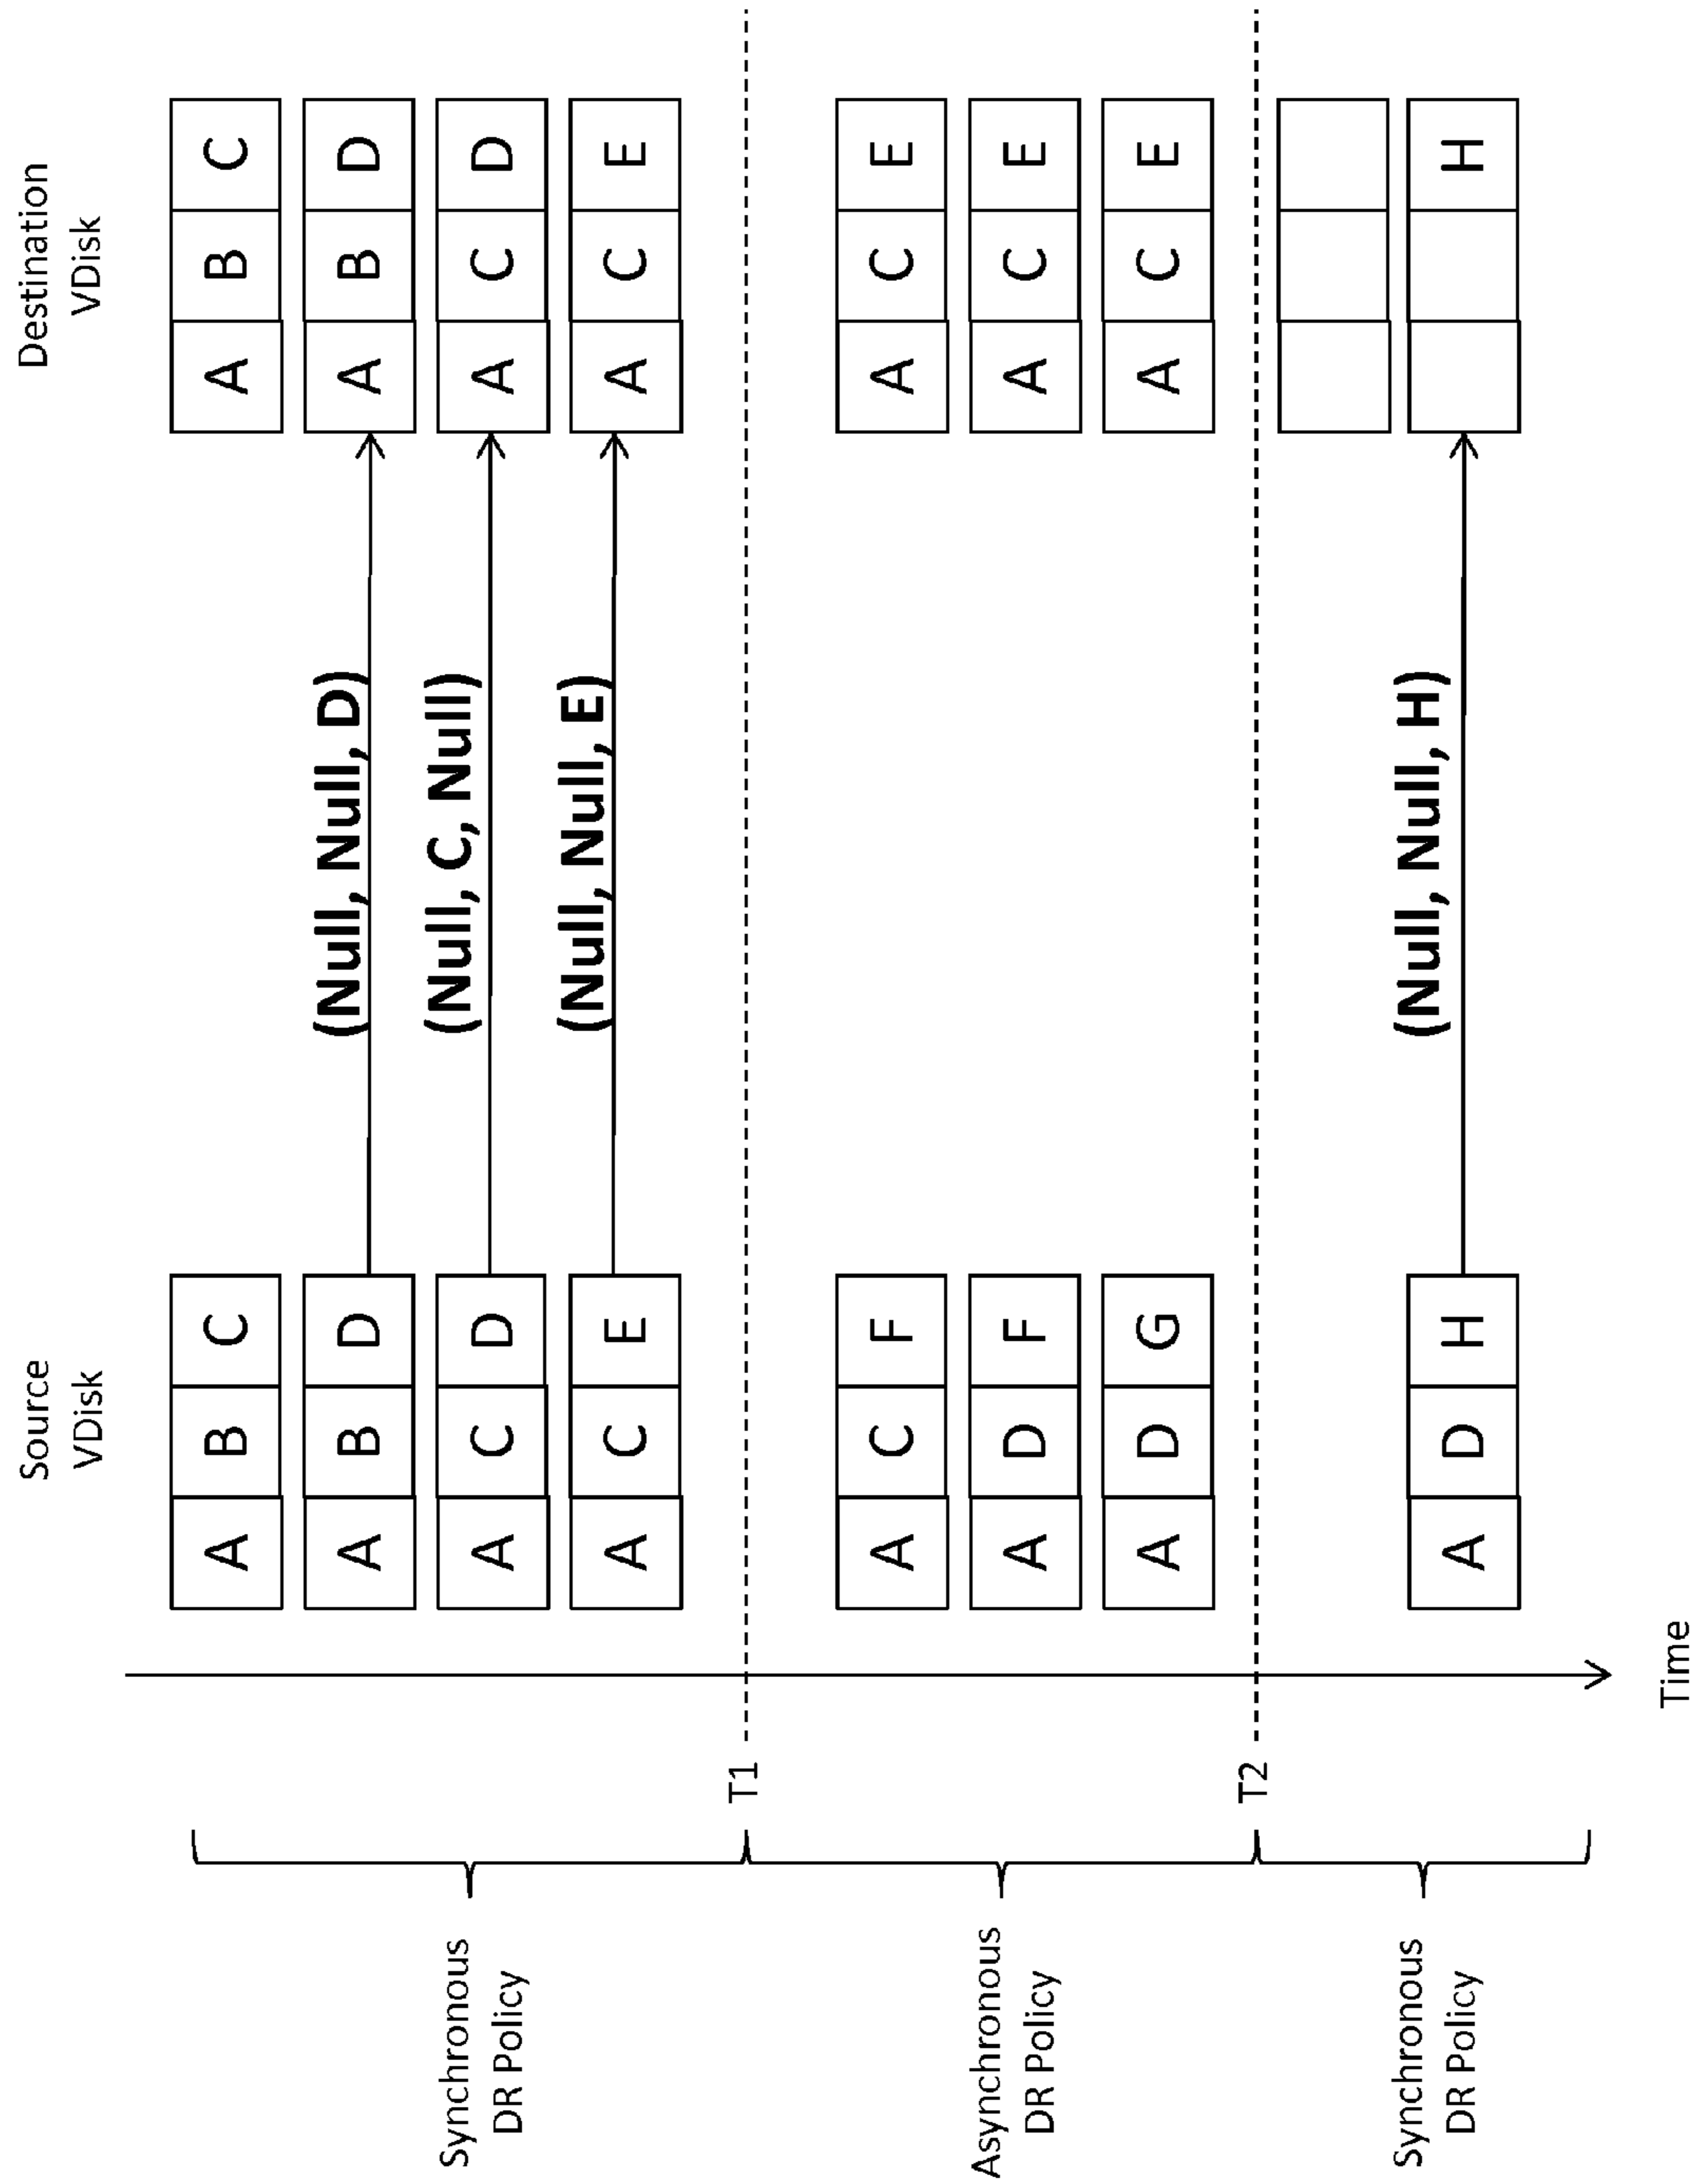 Source
VDisk
Destination
VDisk
A B C
A B C
A B D
(Null, Null, D)
A B D
Synchronous
DR Policy
A C D
(Null, C, Null)
A C D
A C E
(Null, Null, E)
A C E
T1
A C F
A C E
Asynchronous
DR Policy
A D F
A C E
A D G
A C E
T2
Synchronous
DR Policy
A D H
(Null, Null, H)
H
Time